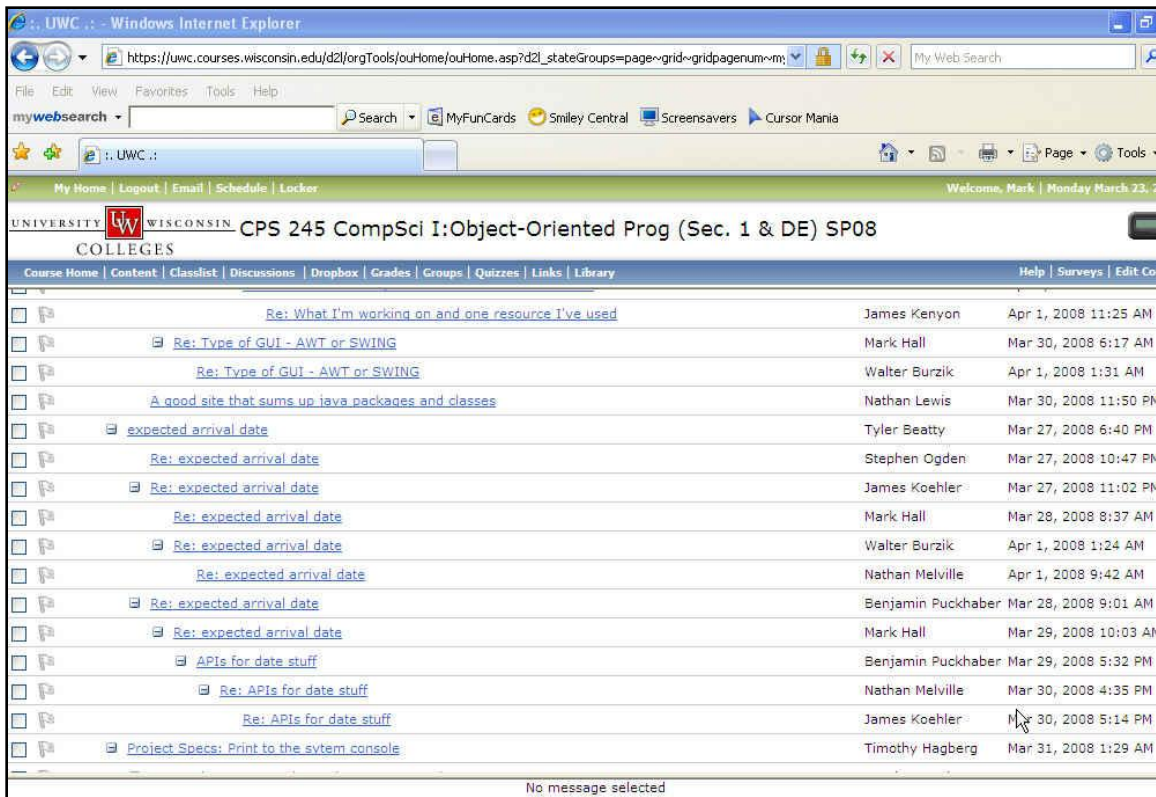 :. UWC .: - Windows Internet Explorer
https://uwc.courses.wisconsin.edu/d2l/orgTools/ouHome/ouHome.asp?d2l_stateGroups=page~grid~gridpagenum~m
My Web Search
File Edit View Favorites Tools Help
mywebsearch Search MyFunCards Smiley Central Screensavers Cursor Mania
:. UWC .: Page Tools
My Home | Logout | Email | Schedule | Locker Welcome, Mark | Monday March 23,
UNIVERSITY UW WISCONSIN CPS 245 CompSci I:Object-Oriented Prog (Sec. 1 & DE) SP08
COLLEGES
Course Home | Content | Classlist | Discussions | Dropbox | Grades | Groups | Quizzes | Links | Library Help | Surveys | Edit Co
Re: What I'm working on and one resource I've used James Kenyon Apr 1, 2008 11:25 AM
Re: Type of GUI - AWT or SWING Mark Hall Mar 30, 2008 6:17 AM
Re: Type of GUI - AWT or SWING Walter Burzik Apr 1, 2008 1:31 AM
A good site that sums up java packages and classes Nathan Lewis Mar 30, 2008 11:50 PM
expected arrival date Tyler Beatty Mar 27, 2008 6:40 PM
Re: expected arrival date Stephen Ogden Mar 27, 2008 10:47 PM
Re: expected arrival date James Koehler Mar 27, 2008 11:02 PM
Re: expected arrival date Mark Hall Mar 28, 2008 8:37 AM
Re: expected arrival date Walter Burzik Apr 1, 2008 1:24 AM
Re: expected arrival date Nathan Melville Apr 1, 2008 9:42 AM
Re: expected arrival date Benjamin Puckhaber Mar 28, 2008 9:01 AM
Re: expected arrival date Mark Hall Mar 29, 2008 10:03 AM
APIs for date stuff Benjamin Puckhaber Mar 29, 2008 5:32 PM
Re: APIs for date stuff Nathan Melville Mar 30, 2008 4:35 PM
Re: APIs for date stuff James Koehler 30, 2008 5:14 PM
Project Specs: Print to the sytem console Timothy Hagberg Mar 31, 2008 1:29 AM
No message selected